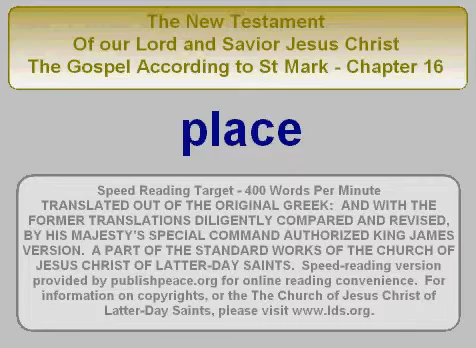 The New Testament
Of our Lord and Savior Jesus Christ
The Gospel According to St Mark - Chapter 16
place
Speed Reading Target - 400 Words Per Minute
TRANSLATED OUT OF THE ORIGINAL GREEK:  AND WITH THE
FORMER TRANSLATIONS DILIGENTLY COMPARED AND REVISED,
BY HIS MAJESTY'S SPECIAL COMMAND AUTHORIZED KING JAMES
VERSION.  A PART OF THE STANDARD WORKS OF THE CHURCH OF
JESUS CHRIST OF LATTER-DAY SAINTS.  Speed-reading version
provided by publishpeace.org for online reading convenience.  For
information on copyrights, or the The Church of Jesus Christ of
Latter-Day Saints, please visit www.lds.org.